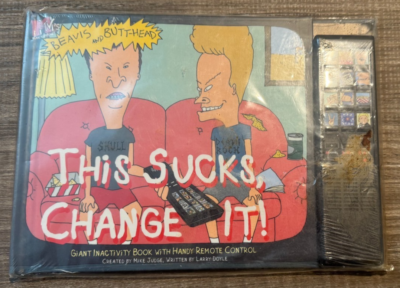 BEAVIS AND BUTT-HEAD
SKULL
THIS SUCKS,
CHANGE IT!
GIANT INACTIVITY BOOK WITH HANDY REMOTE CONTROL
CREATED BY MIKE JUDGE, WRITTEN BY LARRY DOYLE